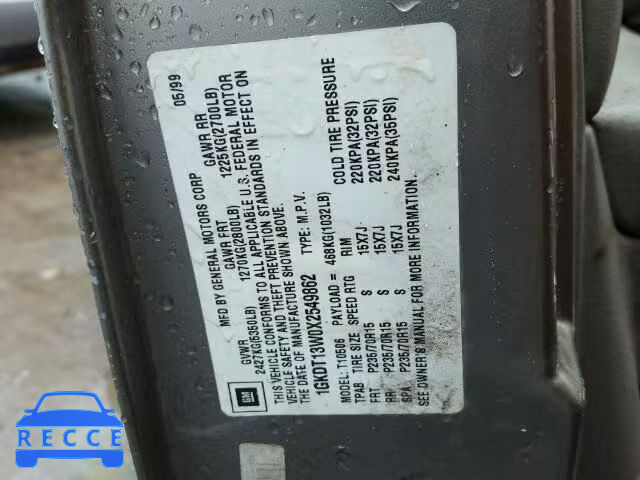 MFD BY GENERAL MOTORS CORP 05/99
GVWR GAWR FRT GAWR RR
2427KG(5350LB) 1270KG(2800LB) 1225KG(2700LB)
THIS VEHICLE CONFORMS TO ALL APPLICABLE U.S. FEDERAL MOTOR
VEHICLE SAFETY AND THEFT PREVENTION STANDARDS IN EFFECT ON
THE DATE OF MANUFACTURE SHOWN ABOVE.
1GKDT13W0X2549862 TYPE: M.P.V.
MODEL: T10506 PAYLOAD = 468KG(1032LB)
TPAB TIRE SIZE SPEED RTG RIM COLD TIRE PRESSURE
FRT P235/70R15 S 15X7J 220KPA(32PSI)
RR P235/70R15 S 15X7J 220KPA(32PSI)
SPA P235/70R15 S 15X7J 240KPA(35PSI)
SEE OWNER'S MANUAL FOR MORE INFORMATION.
GM
RECCE